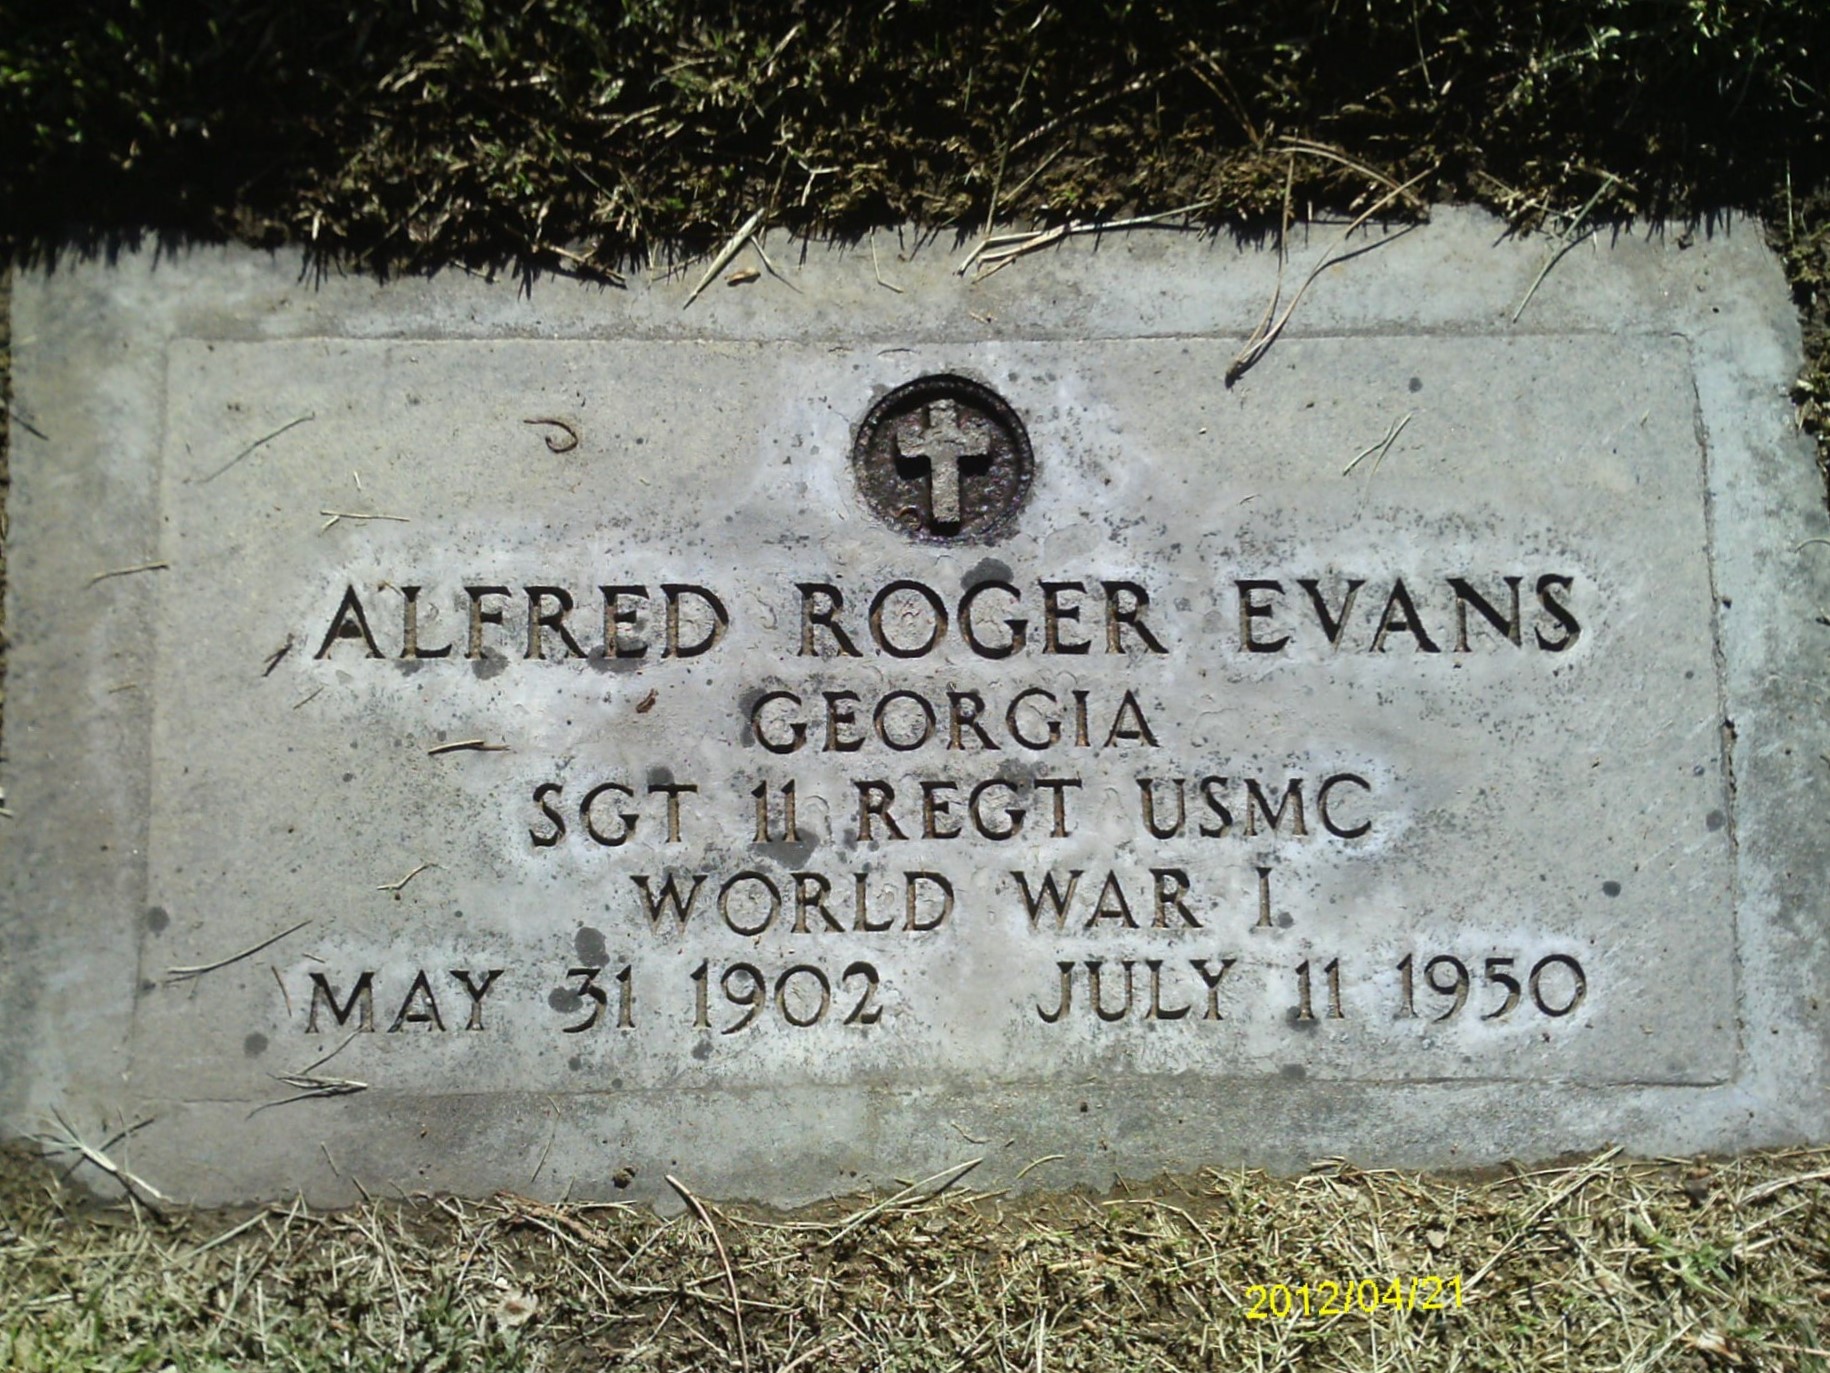 ALFRED ROGER EVANS
GEORGIA
SGT 11 REGT USMC
WORLD WAR I
MAY 31 1902 JULY 11 1950
2012/04/21